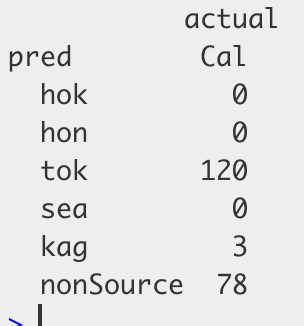 actual
pred Cal
hok 0
hon 0
tok 120
sea 0
kag 3
nonSource 78
>